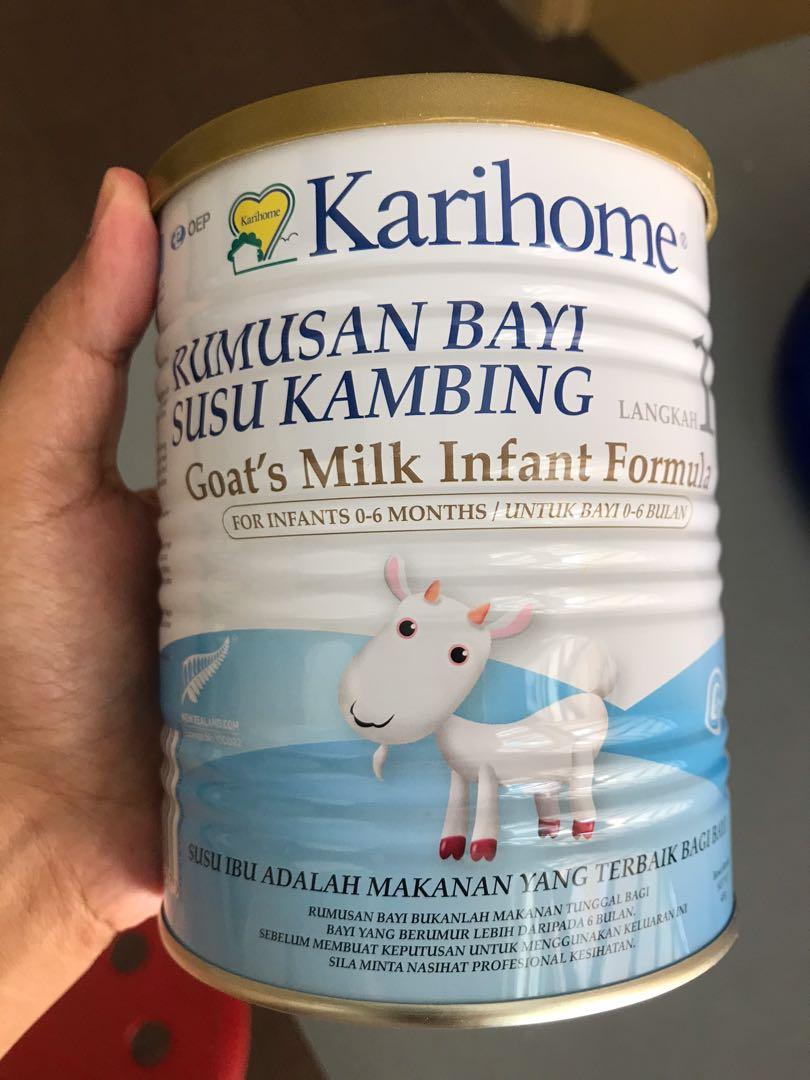 OEP
Karihome
Karihome®
RUMUSAN BAYI
SUSU KAMBING
LANGKAH 1
Goat's Milk Infant Formula
FOR INFANTS 0-6 MONTHS / UNTUK BAYI 0-6 BULAN
NEWZEALAND.COM
SUSU IBU ADALAH MAKANAN YANG TERBAIK BAGI BAYI
RUMUSAN BAYI BUKANLAH MAKANAN TUNGGAL BAGI
BAYI YANG BERUMUR LEBIH DARIPADA 6 BULAN.
SEBELUM MEMBUAT KEPUTUSAN UNTUK MENGGUNAKAN KELUARAN INI
SILA MINTA NASIHAT PROFESIONAL KESIHATAN.